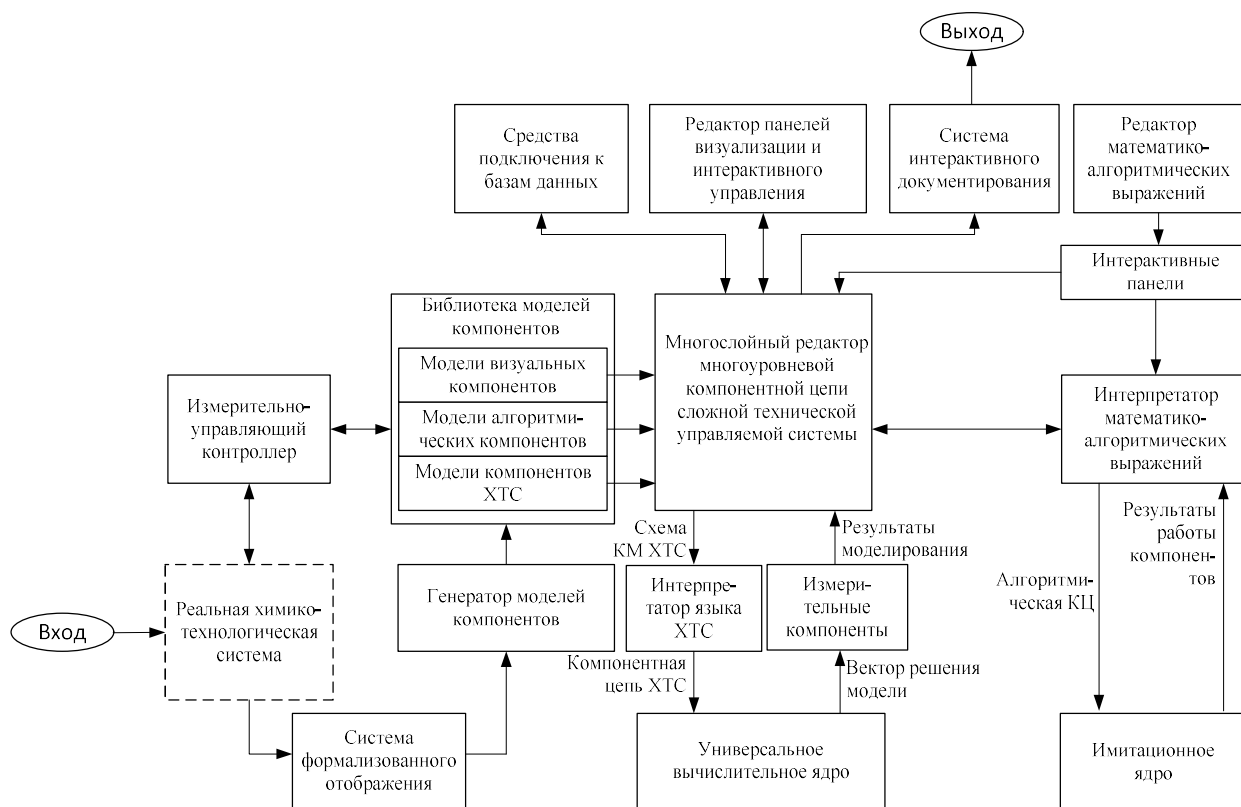 Выход
Средства
подключения к
базам данных
Редактор панелей
визуализации и
интерактивного
управления
Система
интерактивного
документирования
Редактор
математико-
алгоритмических
выражений
Интерактивные
панели
Библиотека моделей
компонентов
Модели визуальных
компонентов
Модели алгоритми-
ческих компонентов
Модели компонентов
ХТС
Многослойный редактор
многоуровневой
компонентной цепи
сложной технической
управляемой системы
Измерительно-
управляющий
контроллер
Интерпретатор
математико-
алгоритмических
выражений
Схема
КМ ХТС
Результаты
моделирования
Результаты
работы
компонен-
тов
Алгоритми-
ческая КЦ
Вход
Реальная химико-
технологическая
система
Генератор моделей
компонентов
Интерпре-
татор языка
ХТС
Измери-
тельные
компоненты
Компонентная
цепь ХТС
Вектор решения
модели
Система
формализованного
отображения
Универсальное
вычислительное ядро
Имитационное
ядро